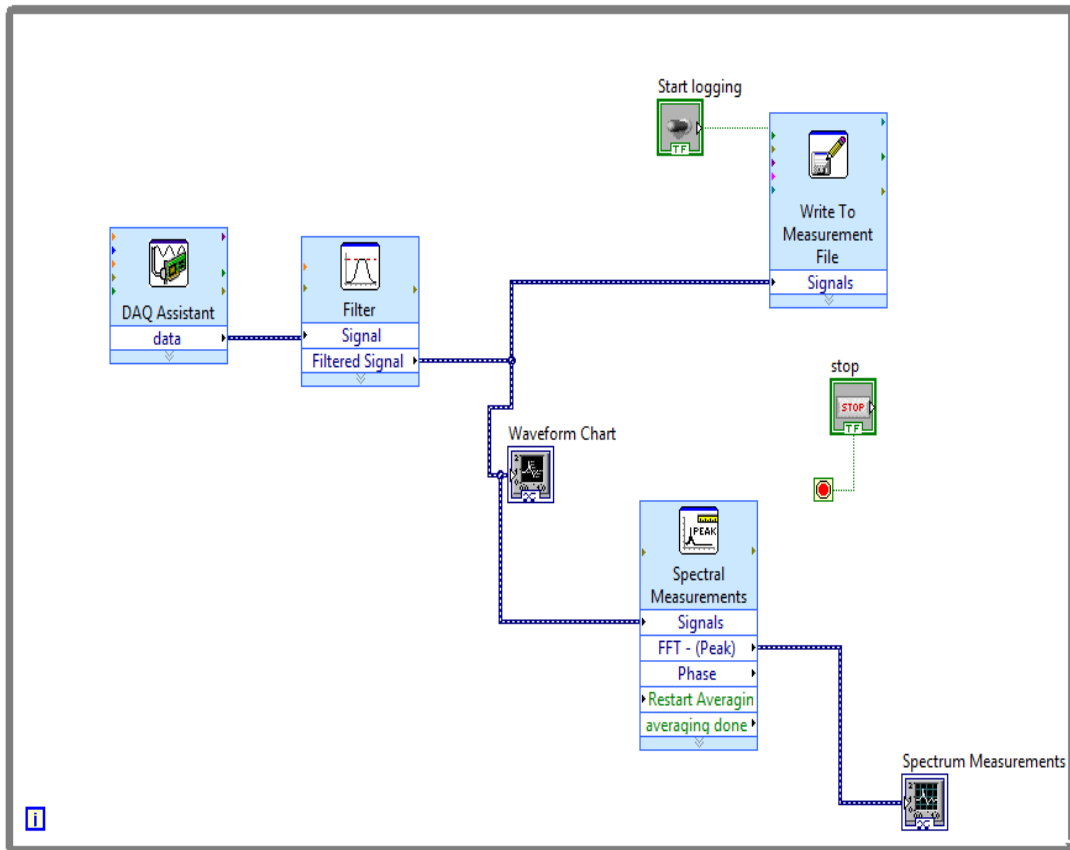 Start logging
TF
Write To
Measurement
File
Signals
DAQ Assistant
data
Filter
Signal
Filtered Signal
stop
STOP
TF
Waveform Chart
PEAK
Spectral
Measurements
Signals
FFT - (Peak)
Phase
Restart Averagin
averaging done
Spectrum Measurements
i